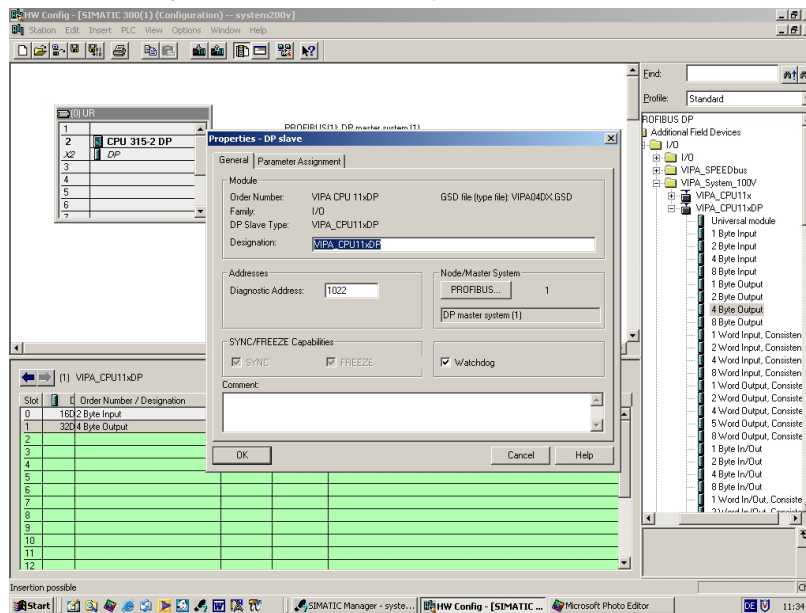 HW Config - [SIMATIC 300(1) (Configuration) -- system200v]
Station Edit Insert PLC View Options Window Help
(0) UR
1
2 CPU 315-2 DP
X2 DP
3
4
5
6
7
PROFIBUS(1): DP master system (1)
Properties - DP slave
General Parameter Assignment
Module
Order Number: VIPA CPU 11xDP GSD file (type file): VIPA04DX.GSD
Family: I/O
DP Slave Type: VIPA_CPU11xDP
Designation: VIPA_CPU11xDP
Addresses
Diagnostic Address: 1022
Node/Master System
PROFIBUS... 1
DP master system (1)
SYNC/FREEZE Capabilities
SYNC FREEZE
Watchdog
Comment:
OK Cancel Help
(1) VIPA_CPU11xDP
Slot D Order Number / Designation
0 16D 2 Byte Input
1 32D 4 Byte Output
2
3
4
5
6
7
8
9
10
11
12
Find:
Profile: Standard
ROFIBUS DP
Additional Field Devices
I/O
I/O
VIPA_SPEEDbus
VIPA_System_100V
VIPA_CPU11x
VIPA_CPU11xDP
Universal module
1 Byte Input
2 Byte Input
4 Byte Input
8 Byte Input
1 Byte Output
2 Byte Output
4 Byte Output
8 Byte Output
1 Word Input, Consisten
2 Word Input, Consisten
4 Word Input, Consisten
8 Word Input, Consisten
1 Word Output, Consiste
2 Word Output, Consiste
4 Word Output, Consiste
5 Word Output, Consiste
8 Word Output, Consiste
1 Byte In/Out
2 Byte In/Out
4 Byte In/Out
8 Byte In/Out
1 Word In/Out, Consiste
2 Word In/Out, Consiste
Insertion possible
Start SIMATIC Manager - syste... HW Config - [SIMATIC ... Microsoft Photo Editor DE 11:34